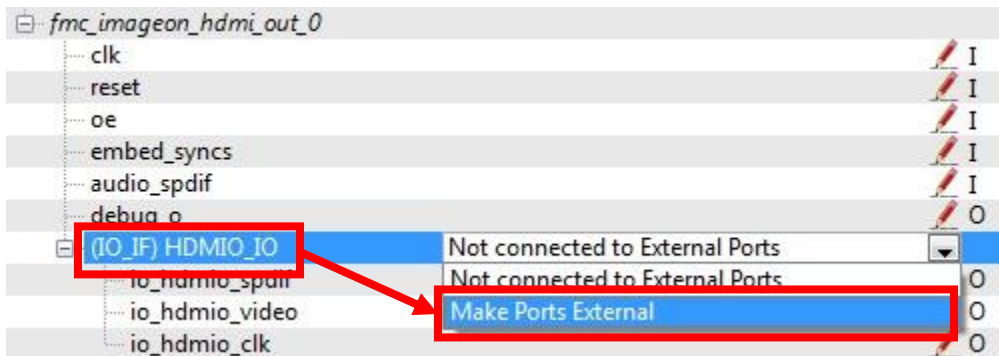 fmc_imageon_hdmi_out_0
clk I
reset I
oe I
embed_syncs I
audio_spdif I
debug_o O
(IO_IF) HDMIO_IO Not connected to External Ports
io_hdmio_spdif Not connected to External Ports O
io_hdmio_video Make Ports External O
io_hdmio_clk O